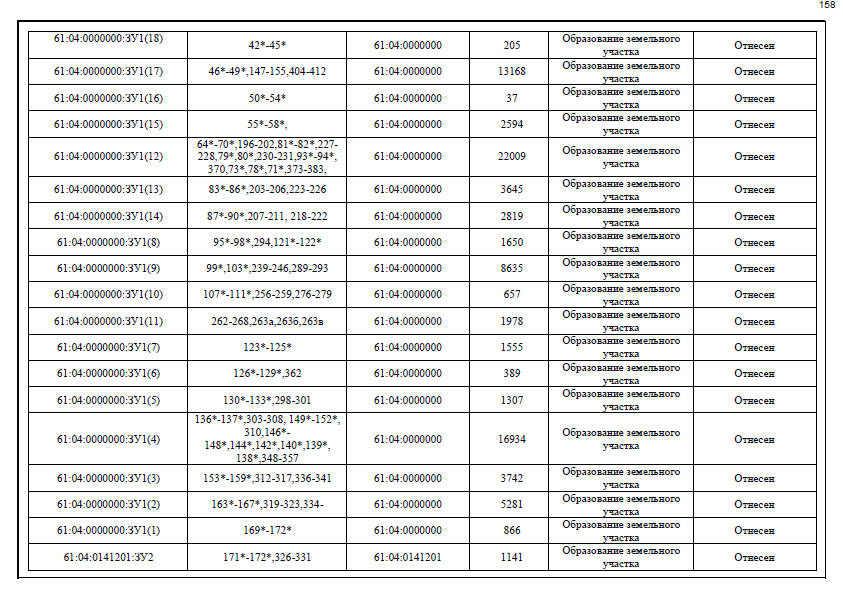 158
61:04:0000000:ЗУ1(18) 42*-45* 61:04:0000000 205 Образование земельного участка Отнесен
61:04:0000000:ЗУ1(17) 46*-49*,147-155,404-412 61:04:0000000 13168 Образование земельного участка Отнесен
61:04:0000000:ЗУ1(16) 50*-54* 61:04:0000000 37 Образование земельного участка Отнесен
61:04:0000000:ЗУ1(15) 55*-58*, 61:04:0000000 2594 Образование земельного участка Отнесен
61:04:0000000:ЗУ1(12) 64*-70*,196-202,81*-82*,227-
228,79*,80*,230-231,93*-94*,
370,73*,78*,71*,373-383, 61:04:0000000 22009 Образование земельного участка Отнесен
61:04:0000000:ЗУ1(13) 83*-86*,203-206,223-226 61:04:0000000 3645 Образование земельного участка Отнесен
61:04:0000000:ЗУ1(14) 87*-90*,207-211, 218-222 61:04:0000000 2819 Образование земельного участка Отнесен
61:04:0000000:ЗУ1(8) 95*-98*,294,121*-122* 61:04:0000000 1650 Образование земельного участка Отнесен
61:04:0000000:ЗУ1(9) 99*,103*,239-246,289-293 61:04:0000000 8635 Образование земельного участка Отнесен
61:04:0000000:ЗУ1(10) 107*-111*,256-259,276-279 61:04:0000000 657 Образование земельного участка Отнесен
61:04:0000000:ЗУ1(11) 262-268,263а,263б,263в 61:04:0000000 1978 Образование земельного участка Отнесен
61:04:0000000:ЗУ1(7) 123*-125* 61:04:0000000 1555 Образование земельного участка Отнесен
61:04:0000000:ЗУ1(6) 126*-129*,362 61:04:0000000 389 Образование земельного участка Отнесен
61:04:0000000:ЗУ1(5) 130*-133*,298-301 61:04:0000000 1307 Образование земельного участка Отнесен
61:04:0000000:ЗУ1(4) 136*-137*,303-308, 149*-152*,
310,146*-
148*,144*,142*,140*,139*,
138*,348-357 61:04:0000000 16934 Образование земельного участка Отнесен
61:04:0000000:ЗУ1(3) 153*-159*,312-317,336-341 61:04:0000000 3742 Образование земельного участка Отнесен
61:04:0000000:ЗУ1(2) 163*-167*,319-323,334- 61:04:0000000 5281 Образование земельного участка Отнесен
61:04:0000000:ЗУ1(1) 169*-172* 61:04:0000000 866 Образование земельного участка Отнесен
61:04:0141201:ЗУ2 171*-172*,326-331 61:04:0141201 1141 Образование земельного участка Отнесен